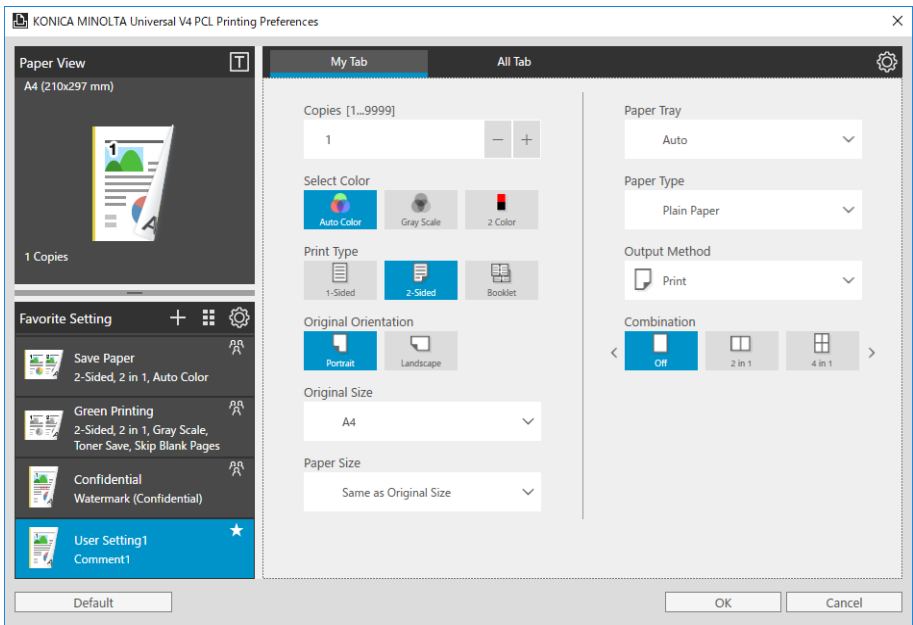 KONICA MINOLTA Universal V4 PCL Printing Preferences
Paper View
T
A4 (210x297 mm)
1
A
1 Copies
Favorite Setting
Save Paper
2-Sided, 2 in 1, Auto Color
Green Printing
2-Sided, 2 in 1, Gray Scale,
Toner Save, Skip Blank Pages
Confidential
Watermark (Confidential)
User Setting1
Comment1
Default
My Tab
All Tab
Copies [1...9999]
1
Select Color
Auto Color
Gray Scale
2 Color
Print Type
1-Sided
2-Sided
Booklet
Original Orientation
Portrait
Landscape
Original Size
A4
Paper Size
Same as Original Size
Paper Tray
Auto
Paper Type
Plain Paper
Output Method
Print
Combination
Off
2 in 1
4 in 1
OK
Cancel